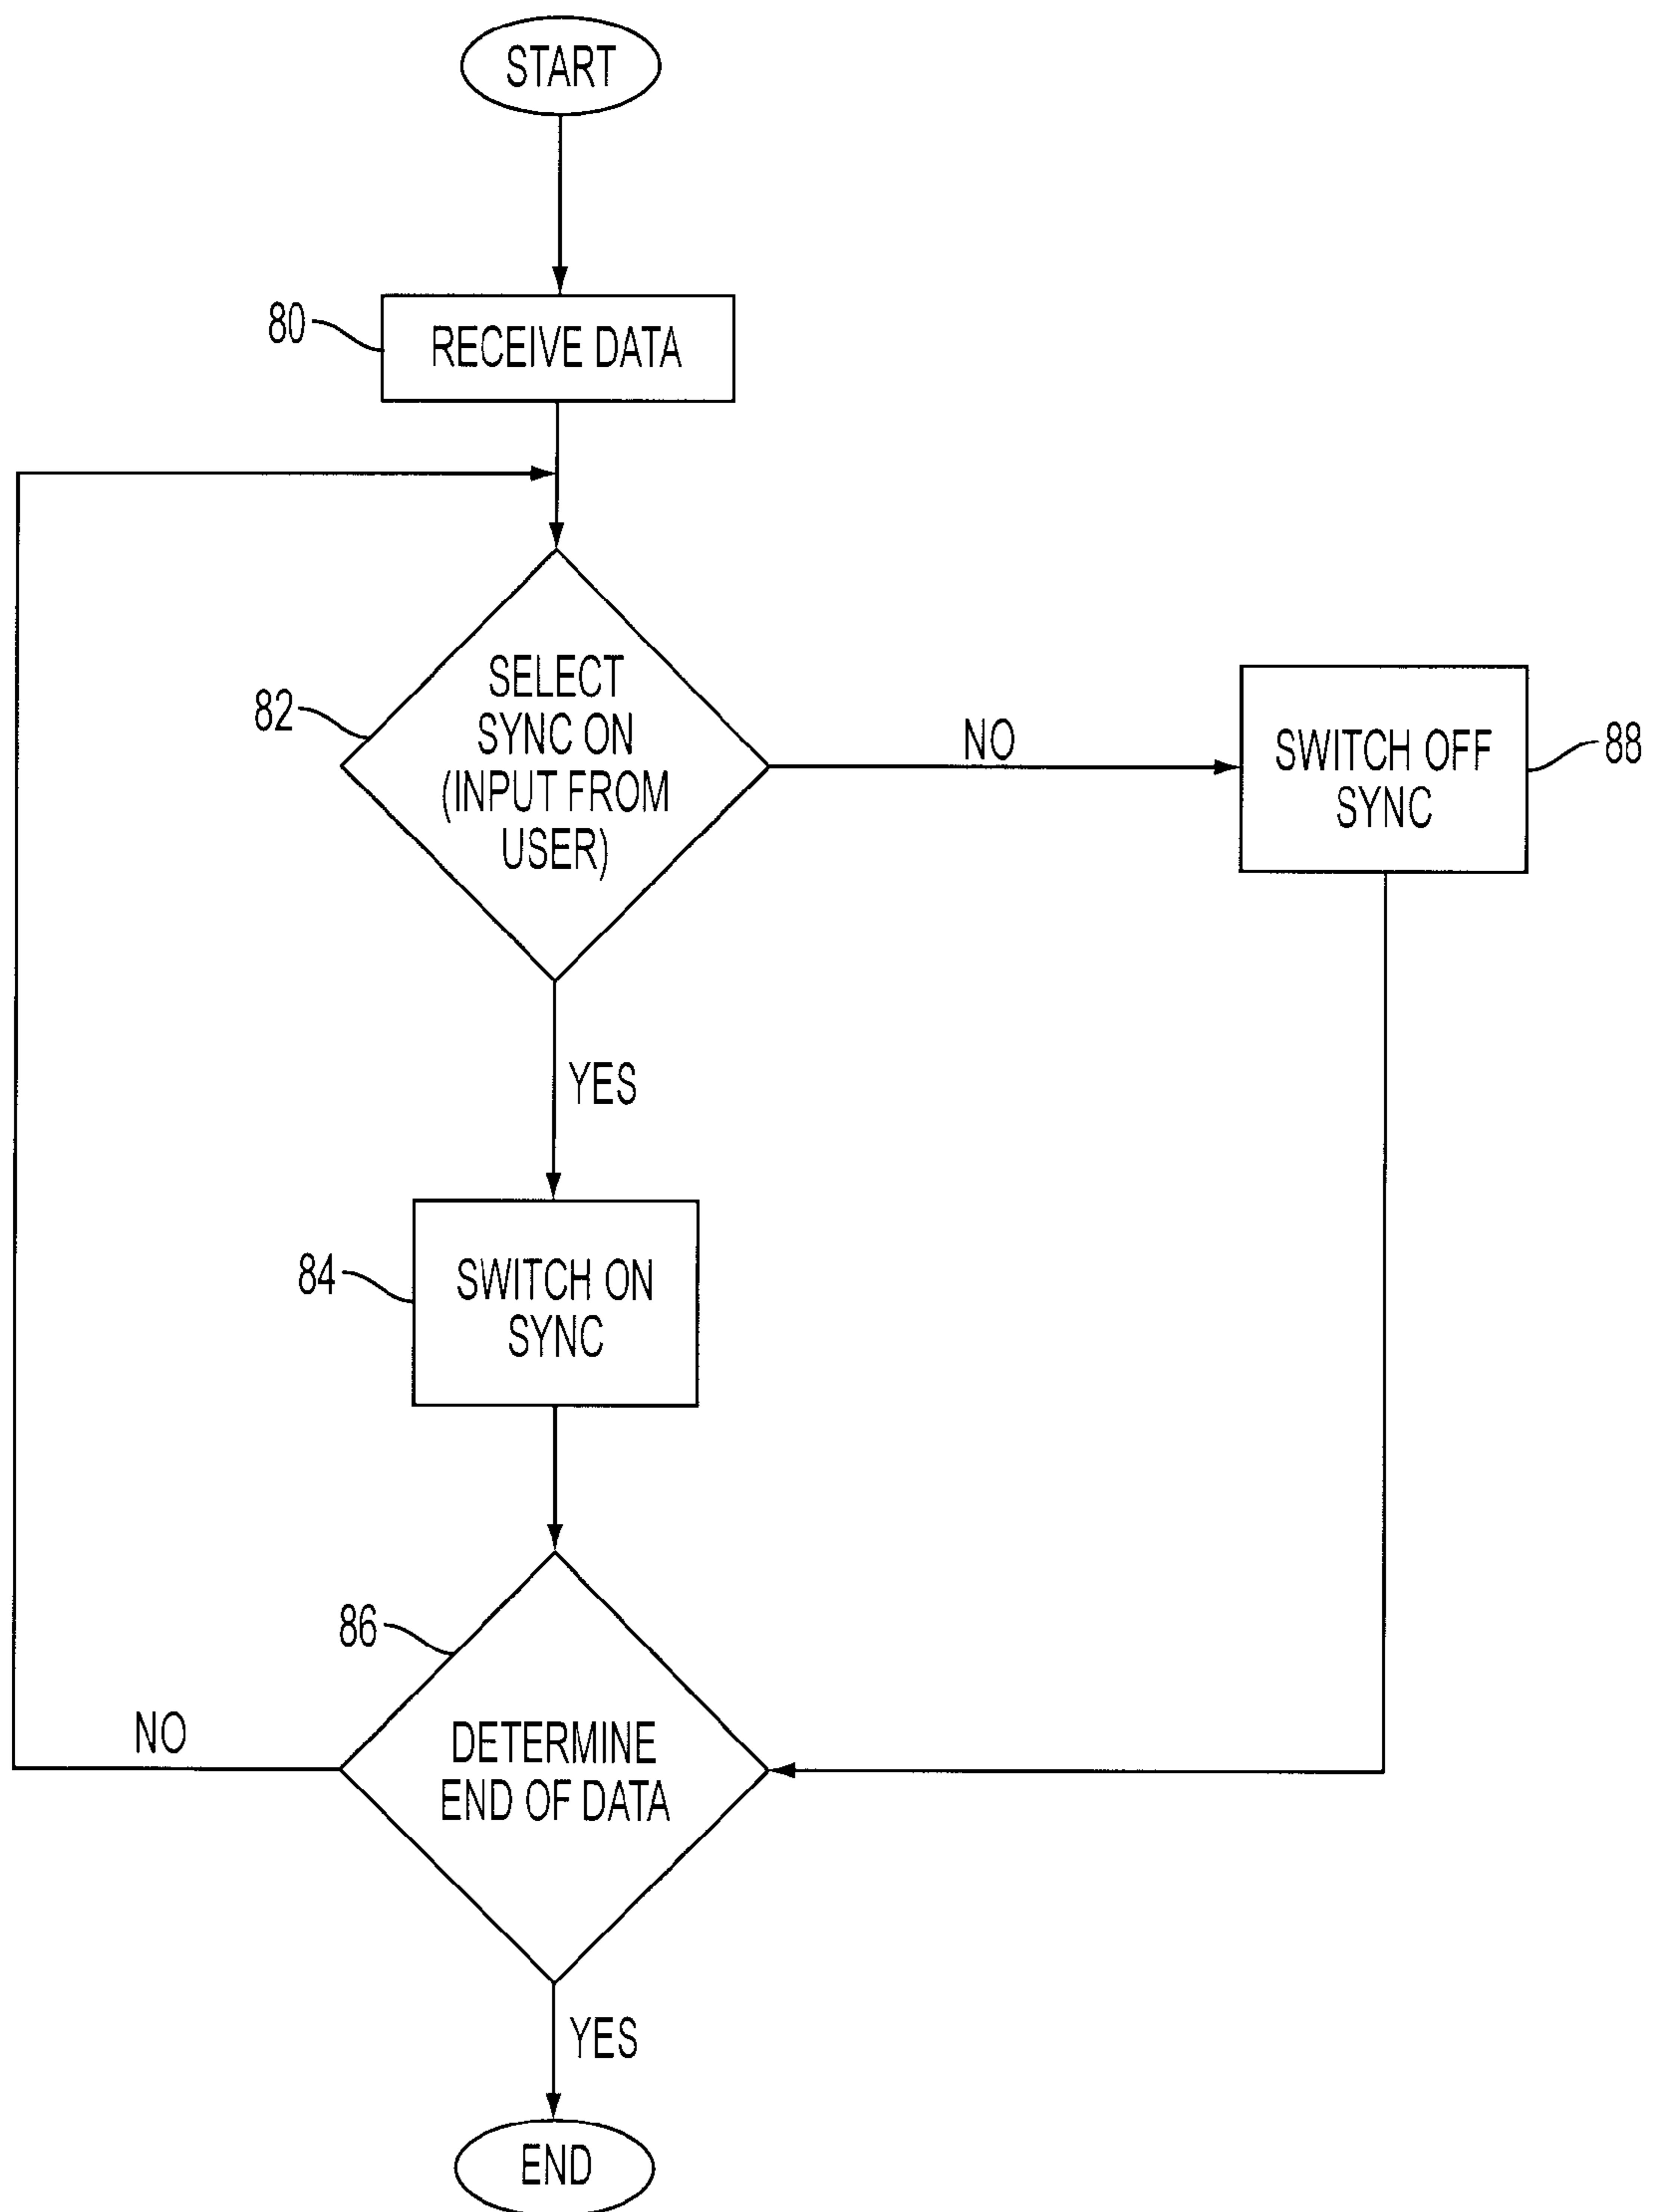 START
80
RECEIVE DATA
82
SELECT
SYNC ON
(INPUT FROM
USER)
NO
SWITCH OFF
SYNC
88
YES
84
SWITCH ON
SYNC
86
DETERMINE
END OF DATA
NO
YES
END